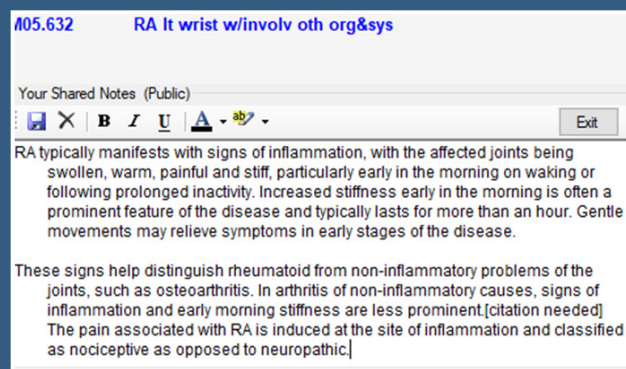 M05.632 RA lt wrist w/involv oth org&sys
Your Shared Notes (Public)
B I U A ab Exit
RA typically manifests with signs of inflammation, with the affected joints being
swollen, warm, painful and stiff, particularly early in the morning on waking or
following prolonged inactivity. Increased stiffness early in the morning is often a
prominent feature of the disease and typically lasts for more than an hour. Gentle
movements may relieve symptoms in early stages of the disease.
These signs help distinguish rheumatoid from non-inflammatory problems of the
joints, such as osteoarthritis. In arthritis of non-inflammatory causes, signs of
inflammation and early morning stiffness are less prominent.[citation needed]
The pain associated with RA is induced at the site of inflammation and classified
as nociceptive as opposed to neuropathic.